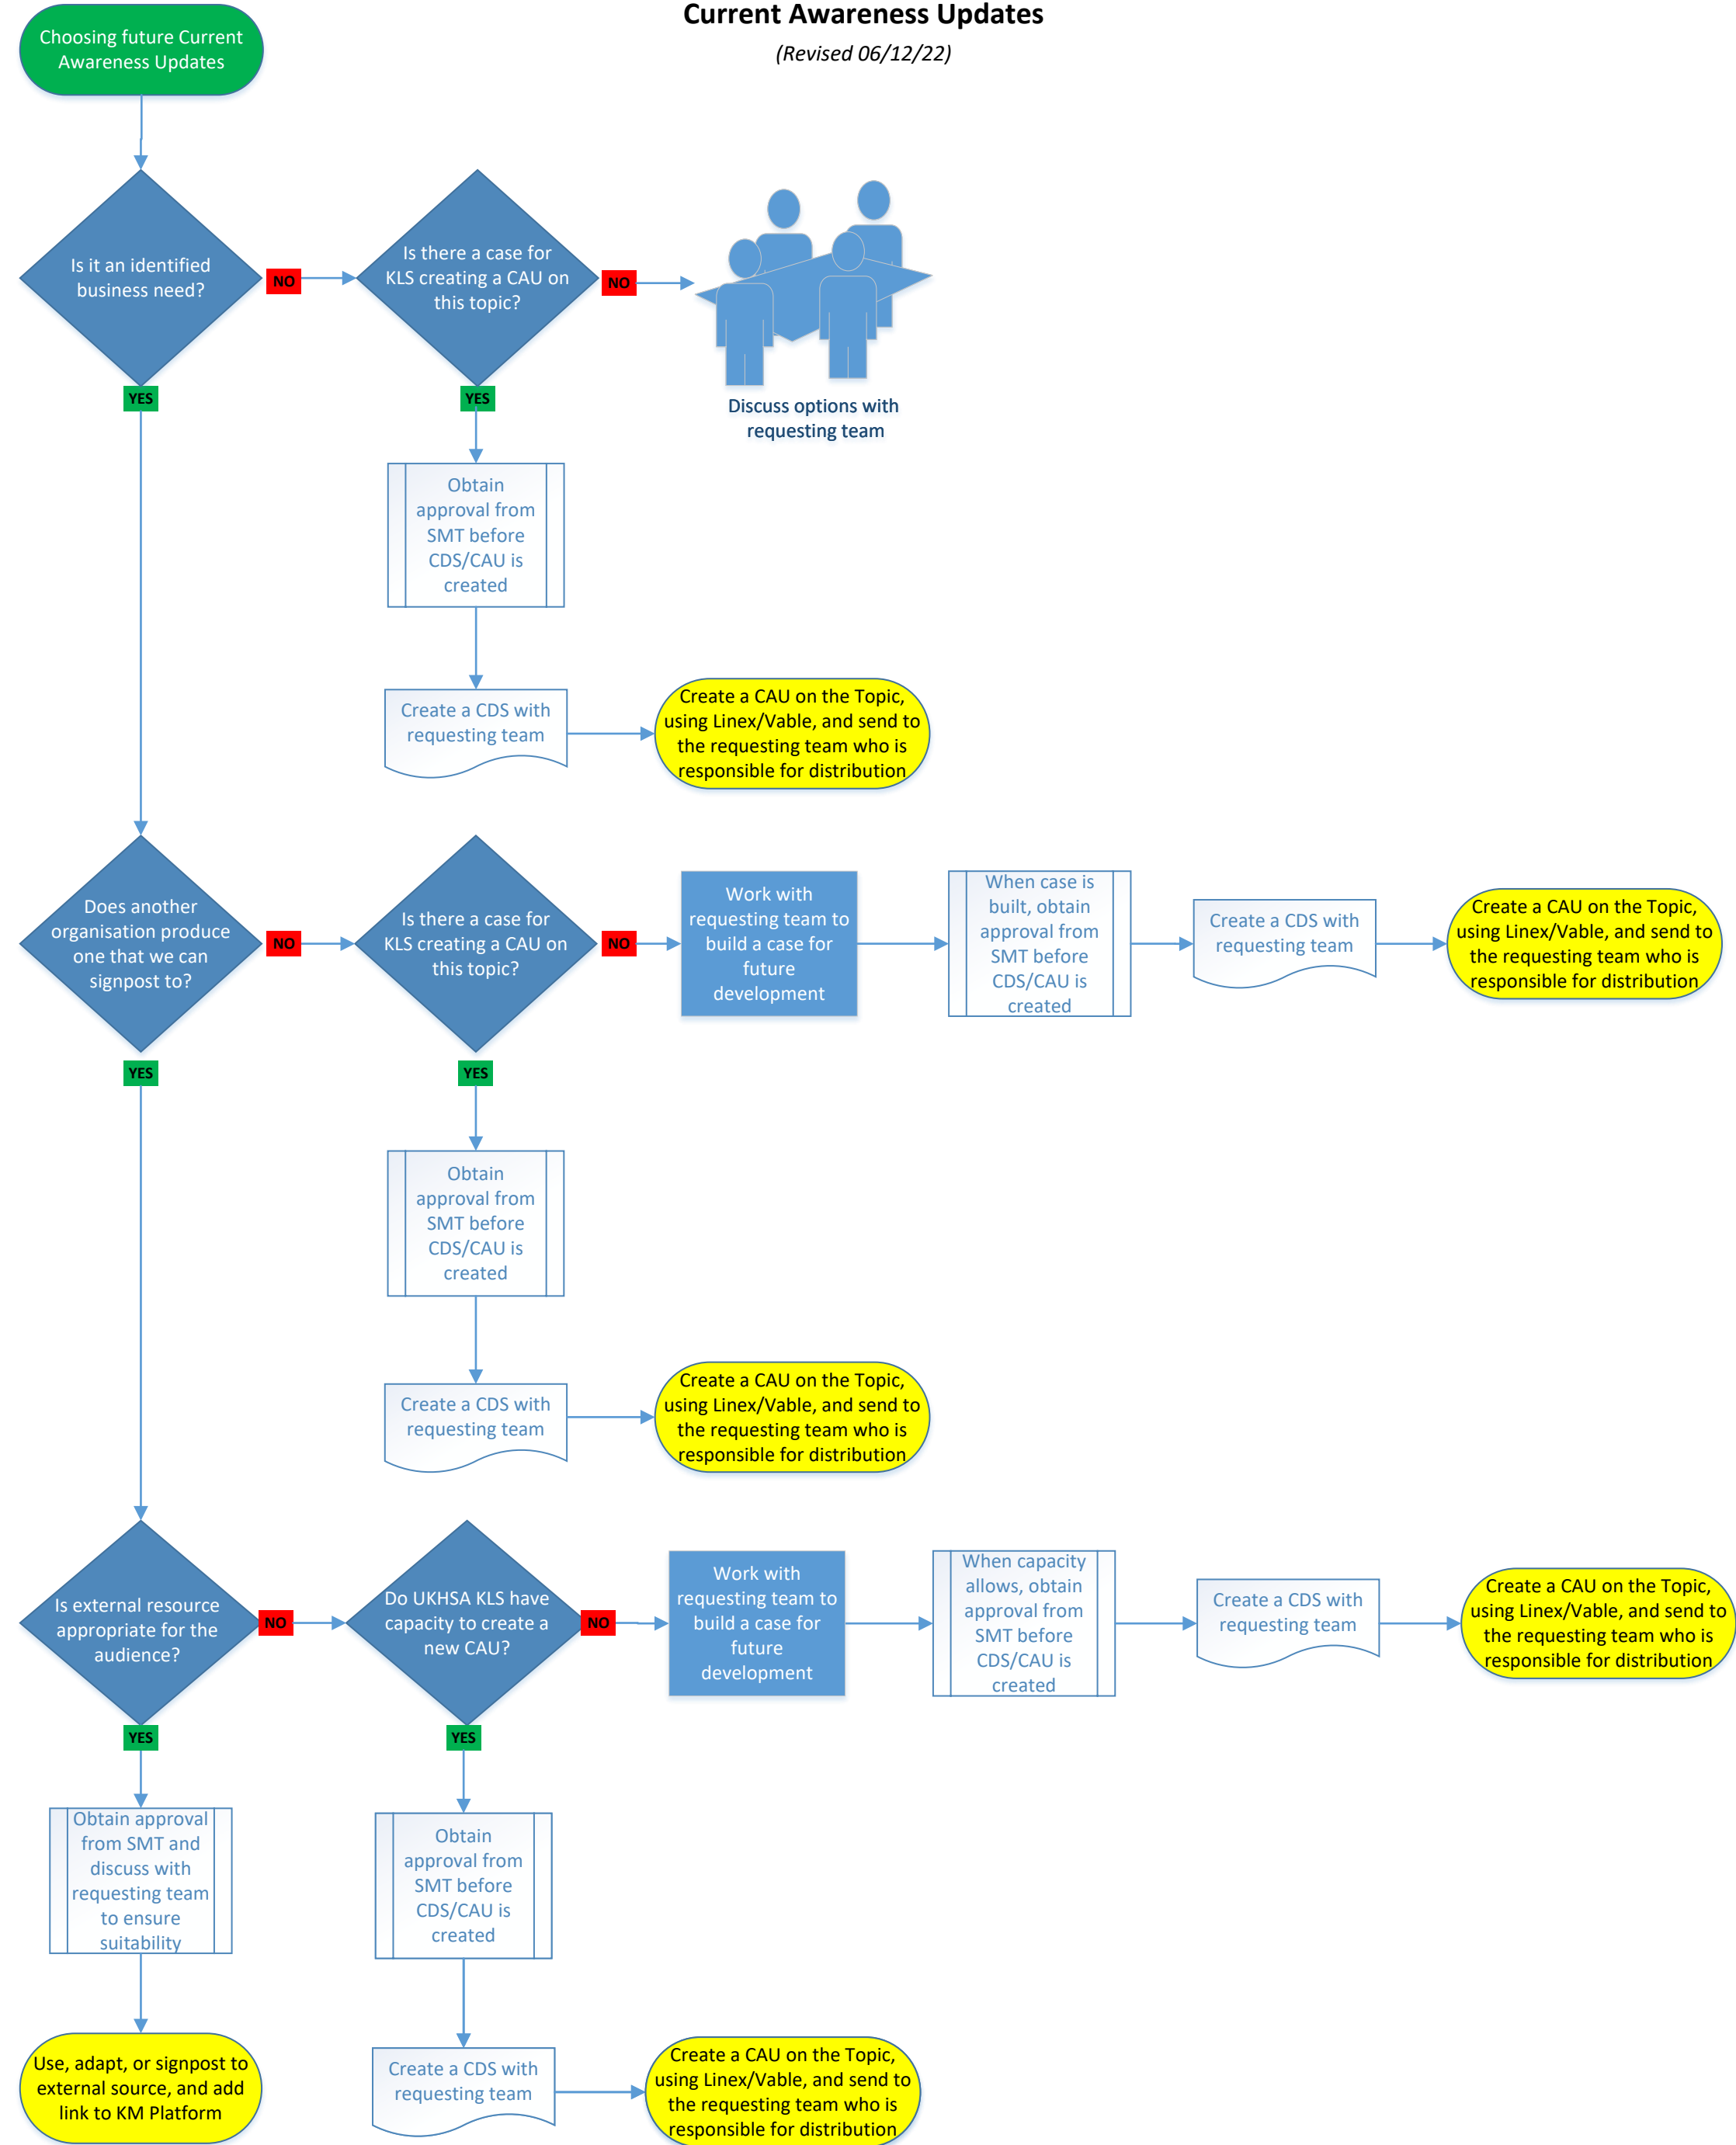 Current Awareness Updates
(Revised 06/12/22)
Choosing future Current
Awareness Updates
Is it an identified
business need?
NO
YES
Is there a case for
KLS creating a CAU on
this topic?
NO
YES
Discuss options with
requesting team
Obtain
approval from
SMT before
CDS/CAU is
created
Create a CDS with
requesting team
Create a CAU on the Topic,
using Linex/Vable, and send to
the requesting team who is
responsible for distribution
Does another
organisation produce
one that we can
signpost to?
NO
YES
Is there a case for
KLS creating a CAU on
this topic?
NO
YES
Work with
requesting team to
build a case for
future
development
When case is
built, obtain
approval from
SMT before
CDS/CAU is
created
Create a CDS with
requesting team
Create a CAU on the Topic,
using Linex/Vable, and send to
the requesting team who is
responsible for distribution
Obtain
approval from
SMT before
CDS/CAU is
created
Create a CDS with
requesting team
Create a CAU on the Topic,
using Linex/Vable, and send to
the requesting team who is
responsible for distribution
Is external resource
appropriate for the
audience?
NO
YES
Do UKHSA KLS have
capacity to create a
new CAU?
NO
YES
Work with
requesting team to
build a case for
future
development
When capacity
allows, obtain
approval from
SMT before
CDS/CAU is
created
Create a CDS with
requesting team
Create a CAU on the Topic,
using Linex/Vable, and send to
the requesting team who is
responsible for distribution
Obtain approval
from SMT and
discuss with
requesting team
to ensure
suitability
Use, adapt, or signpost to
external source, and add
link to KM Platform
Obtain
approval from
SMT before
CDS/CAU is
created
Create a CDS with
requesting team
Create a CAU on the Topic,
using Linex/Vable, and send to
the requesting team who is
responsible for distribution